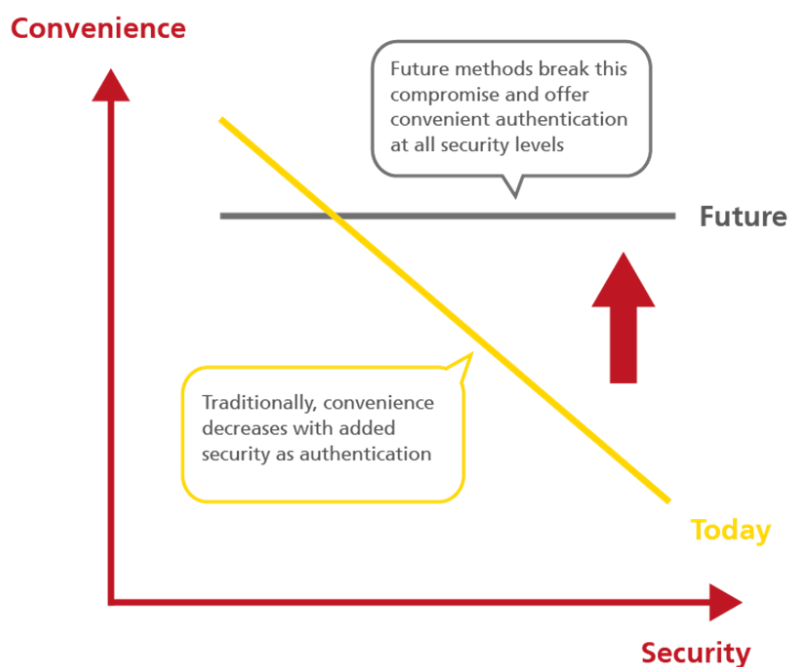 Convenience
Future methods break this
compromise and offer
convenient authentication
at all security levels
Future
Traditionally, convenience
decreases with added
security as authentication
Today
Security